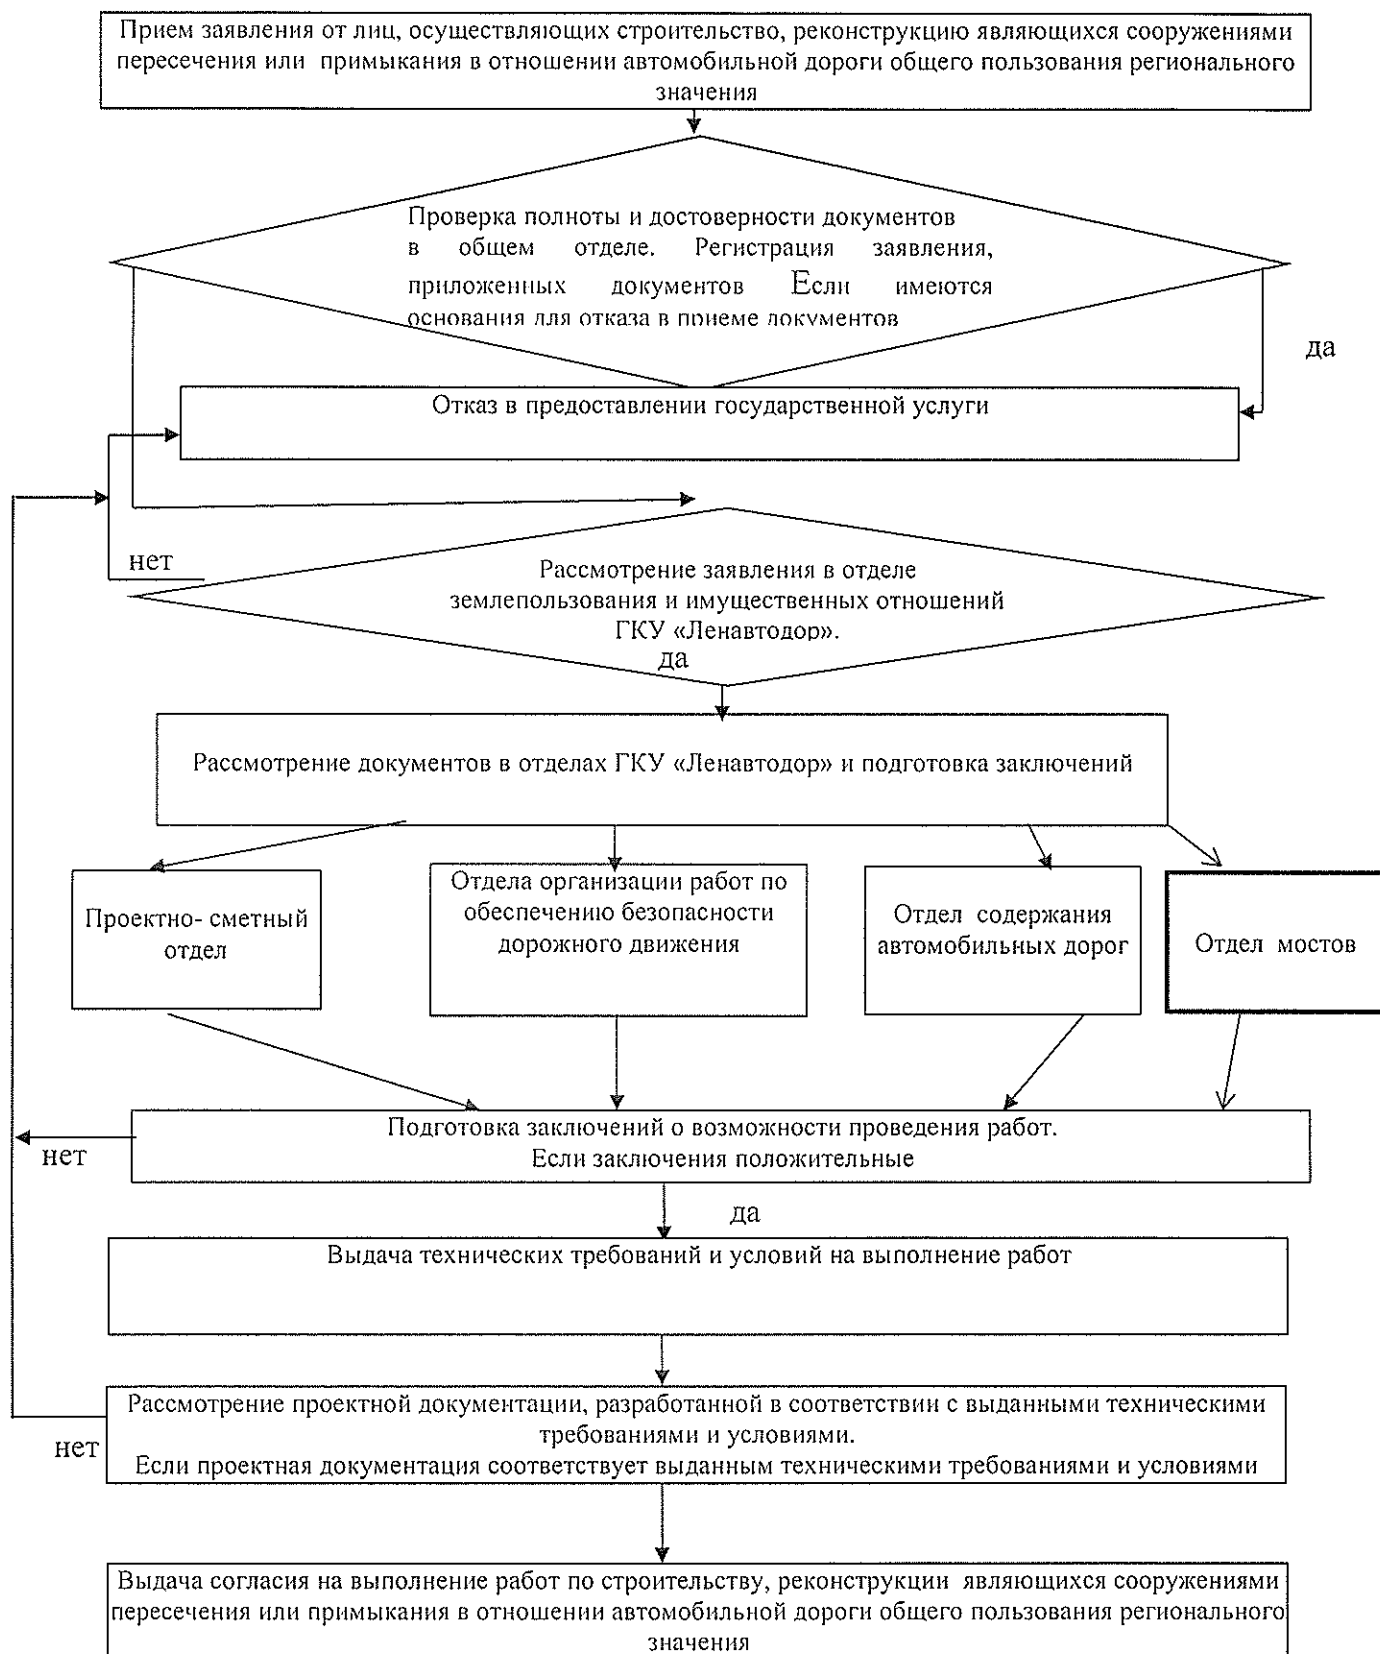 Прием заявления от лиц, осуществляющих строительство, реконструкцию являющихся сооружениями
пересечения или примыкания в отношении автомобильной дороги общего пользования регионального
значения
Проверка полноты и достоверности документов
в общем отделе. Регистрация заявления,
приложенных документов Если имеются
основания для отказа в приеме документов
да
Отказ в предоставлении государственной услуги
нет
Рассмотрение заявления в отделе
землепользования и имущественных отношений
ГКУ «Ленавтодор».
да
Рассмотрение документов в отделах ГКУ «Ленавтодор» и подготовка заключений
Проектно- сметный
отдел
Отдела организации работ по
обеспечению безопасности
дорожного движения
Отдел содержания
автомобильных дорог
Отдел мостов
Подготовка заключений о возможности проведения работ.
Если заключения положительные
нет
да
Выдача технических требований и условий на выполнение работ
Рассмотрение проектной документации, разработанной в соответствии с выданными техническими
требованиями и условиями.
Если проектная документация соответствует выданным техническими требованиями и условиями
нет
Выдача согласия на выполнение работ по строительству, реконструкции являющихся сооружениями
пересечения или примыкания в отношении автомобильной дороги общего пользования регионального
значения